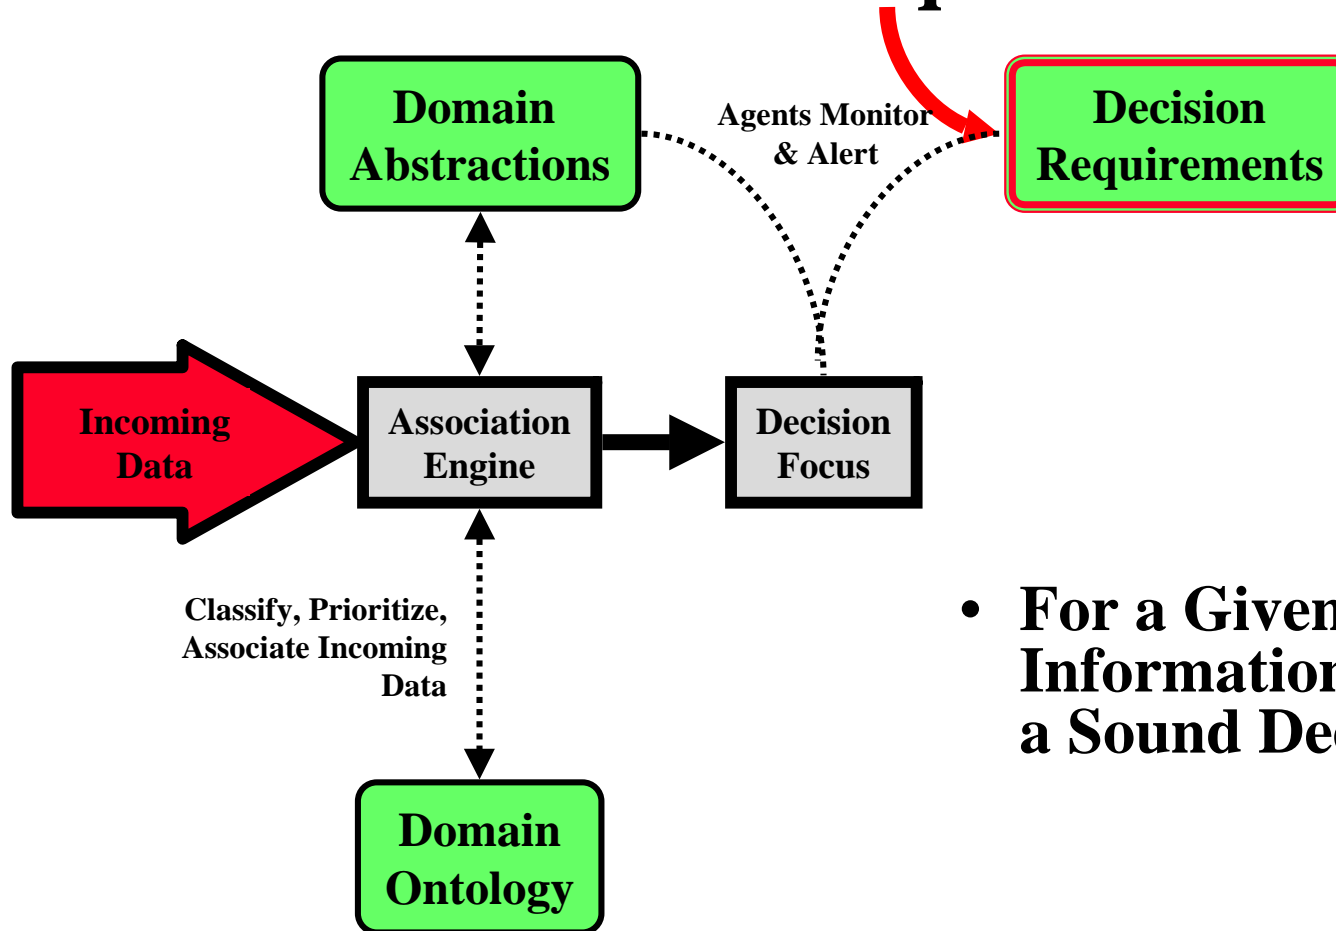 Domain
Abstractions
Agents Monitor
& Alert
Decision
Requirements
Incoming
Data
Association
Engine
Decision
Focus
Classify, Prioritize,
Associate Incoming
Data
• For a Given
Information
a Sound Dec
Domain
Ontology